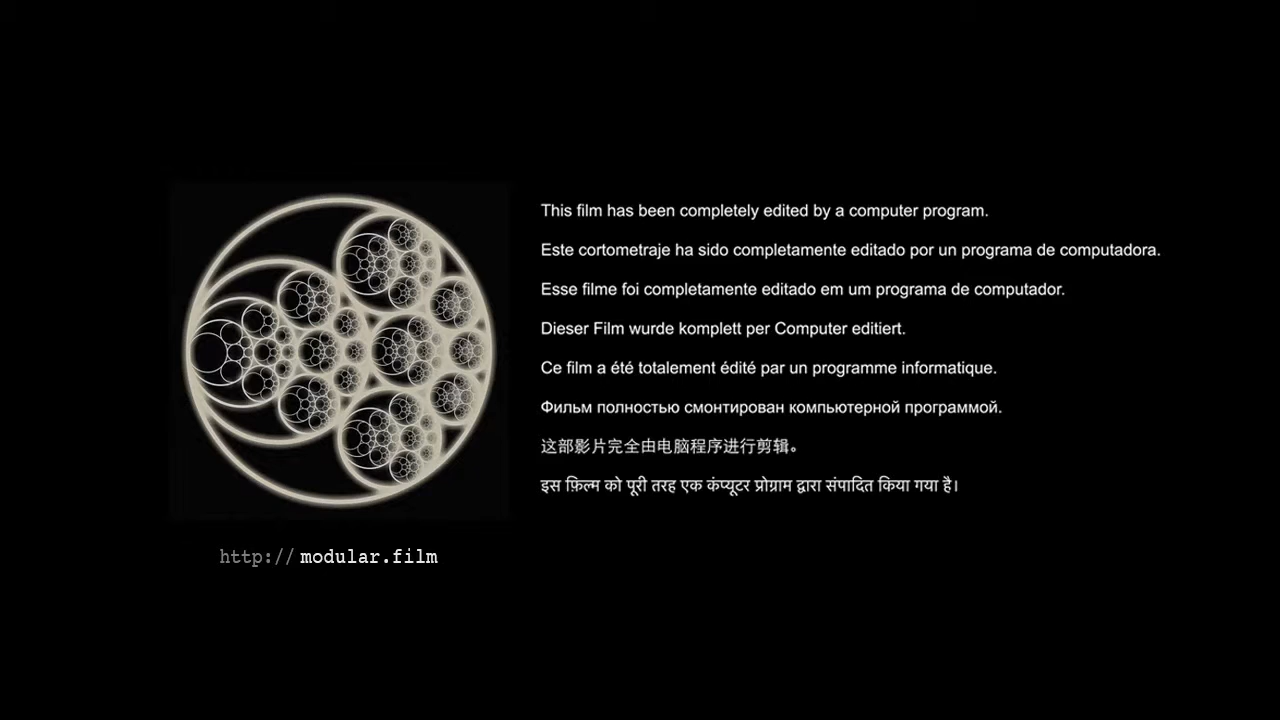 This film has been completely edited by a computer program.
Este cortometraje ha sido completamente editado por un programa de computadora.
Esse filme foi completamente editado em um programa de computador.
Dieser Film wurde komplett per Computer editiert.
Ce film a été totalement édité par un programme informatique.
Фильм полностью смонтирован компьютерной программой.
这部影片完全由电脑程序进行剪辑。
इस फ़िल्म को पूरी तरह एक कंप्यूटर प्रोग्राम द्वारा संपादित किया गया है।
http:// modular.film